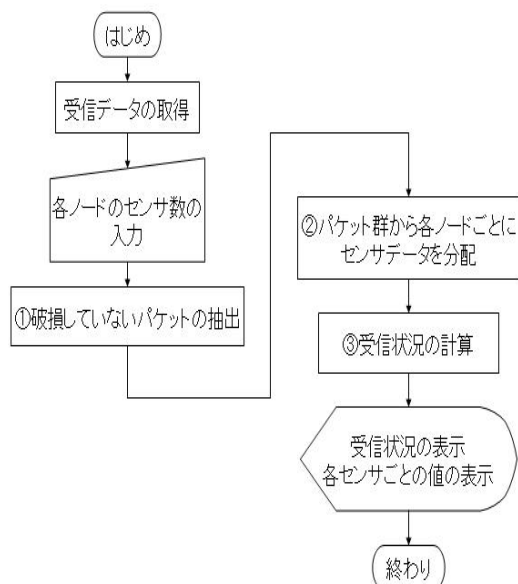 はじめ
受信データの取得
各ノードのセンサ数の
入力
①破損していないパケットの抽出
②パケット群から各ノードごとに
センサデータを分配
③受信状況の計算
受信状況の表示
各センサごとの値の表示
終わり